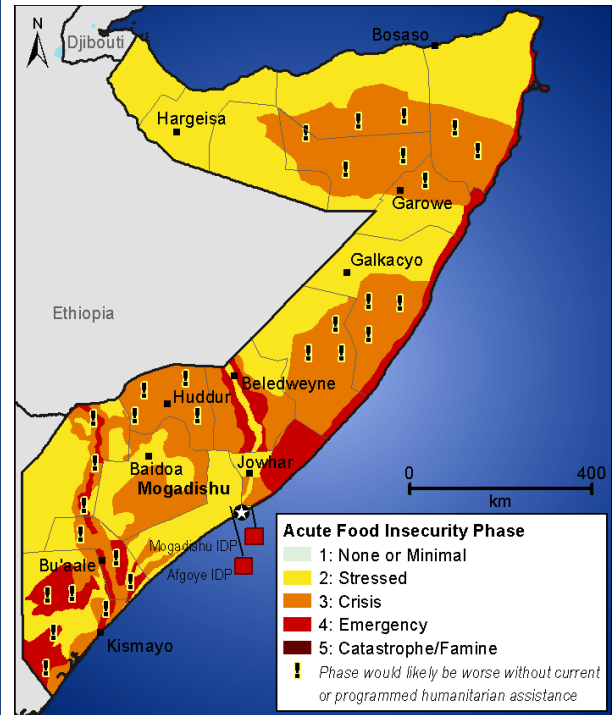 N
Djibouti
Bosaso
Hargeisa
Garowe
Galkacyo
Ethiopia
Beledweyne
Huddur
Baidoa
Jowhar
Mogadishu
0 400
km
Mogadishu IDP
Afgoye IDP
Bu'aale
Kismayo
Acute Food Insecurity Phase
1: None or Minimal
2: Stressed
3: Crisis
4: Emergency
5: Catastrophe/Famine
! Phase would likely be worse without current
or programmed humanitarian assistance